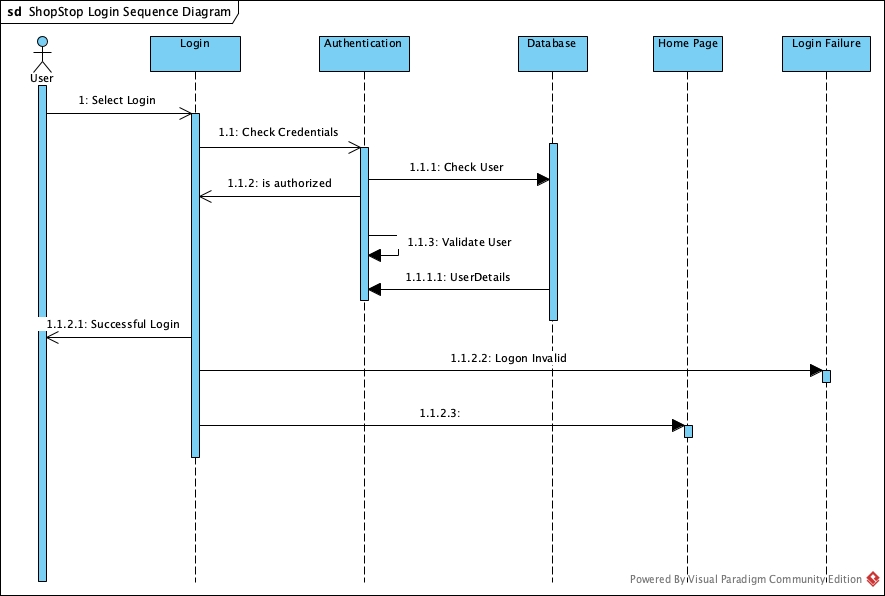 sd ShopStop Login Sequence Diagram
Login
Authentication
Database
Home Page
Login Failure
User
1: Select Login
1.1: Check Credentials
1.1.1: Check User
1.1.2: is authorized
1.1.3: Validate User
1.1.1.1: UserDetails
1.1.2.1: Successful Login
1.1.2.2: Logon Invalid
1.1.2.3:
Powered By Visual Paradigm Community Edition